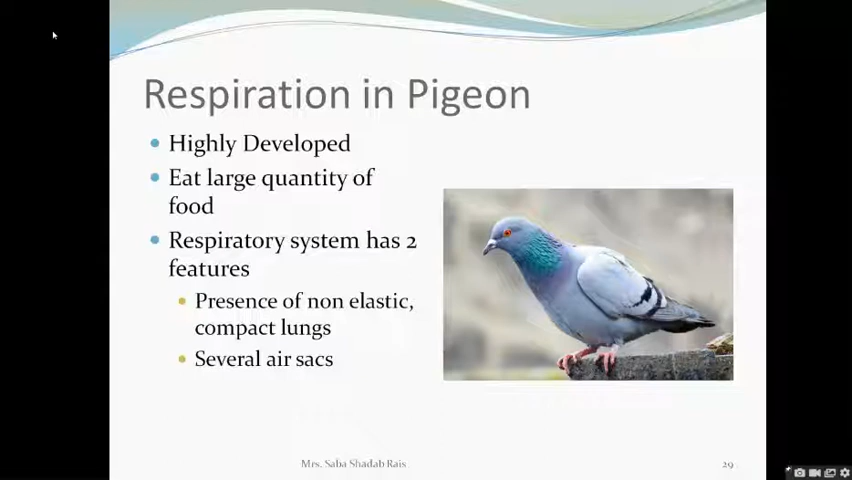 Respiration in Pigeon
Highly Developed
Eat large quantity of
food
Respiratory system has 2
features
Presence of non elastic,
compact lungs
Several air sacs
Mrs. Saba Shadab Rais
29